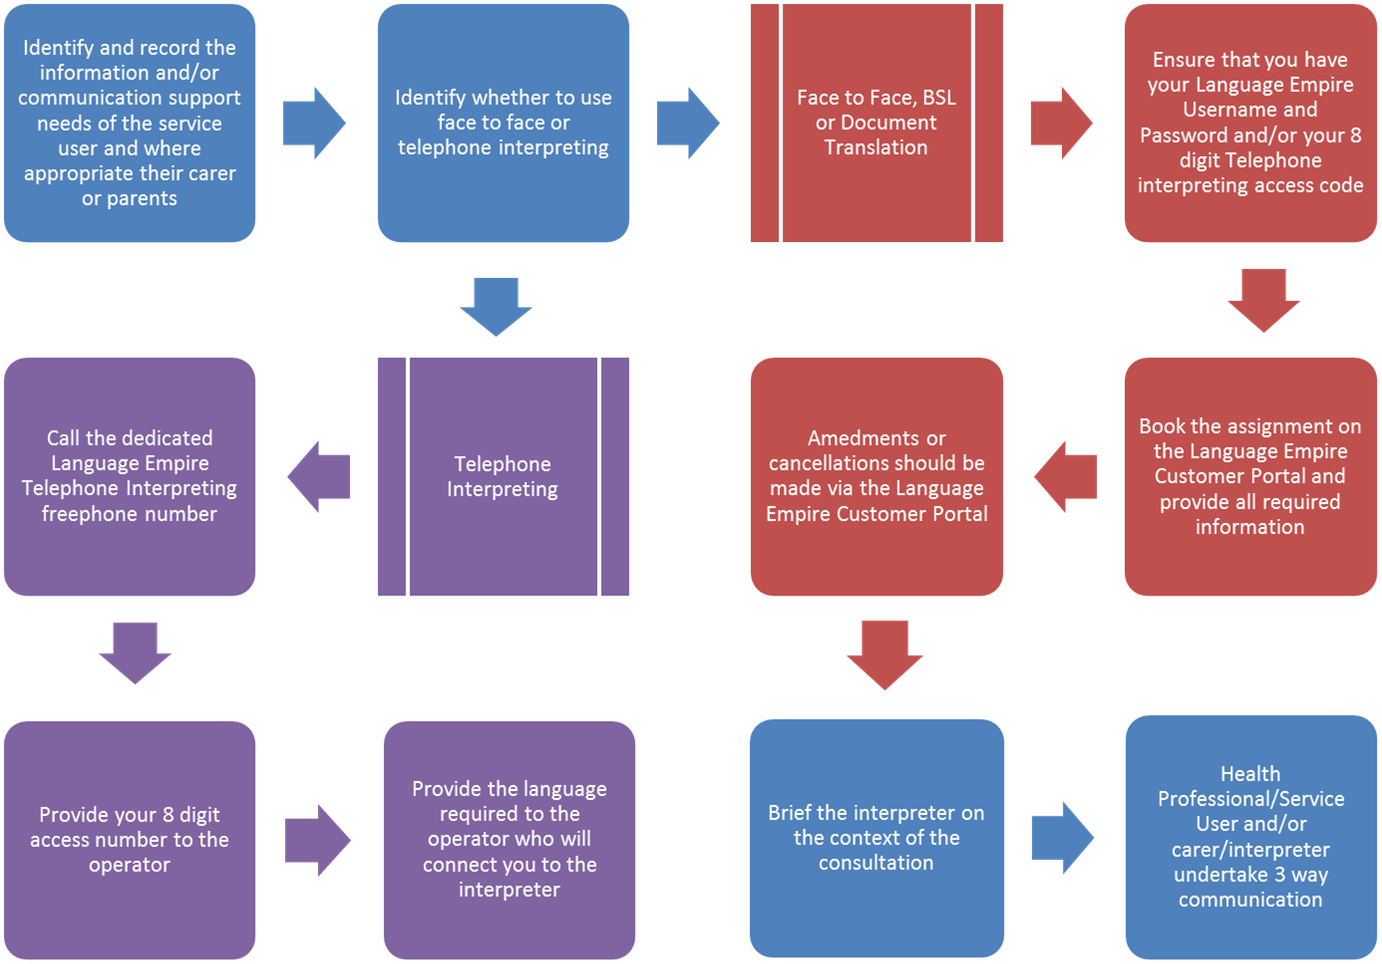 Identify and record the
information and/or
communication support
needs of the service
user and where
appropriate their carer
or parents
Identify whether to use
face to face or
telephone interpreting
Face to Face, BSL
or Document
Translation
Ensure that you have
your Language Empire
Username and
Password and/or your 8
digit Telephone
interpreting access code
Call the dedicated
Language Empire
Telephone Interpreting
freephone number
Telephone
Interpreting
Amedments or
cancellations should be
made via the Language
Empire Customer Portal
Book the assignment on
the Language Empire
Customer Portal and
provide all required
information
Provide your 8 digit
access number to the
operator
Provide the language
required to the
operator who will
connect you to the
interpreter
Brief the interpreter on
the context of the
consultation
Health
Professional/Service
User and/or
carer/interpreter
undertake 3 way
communication